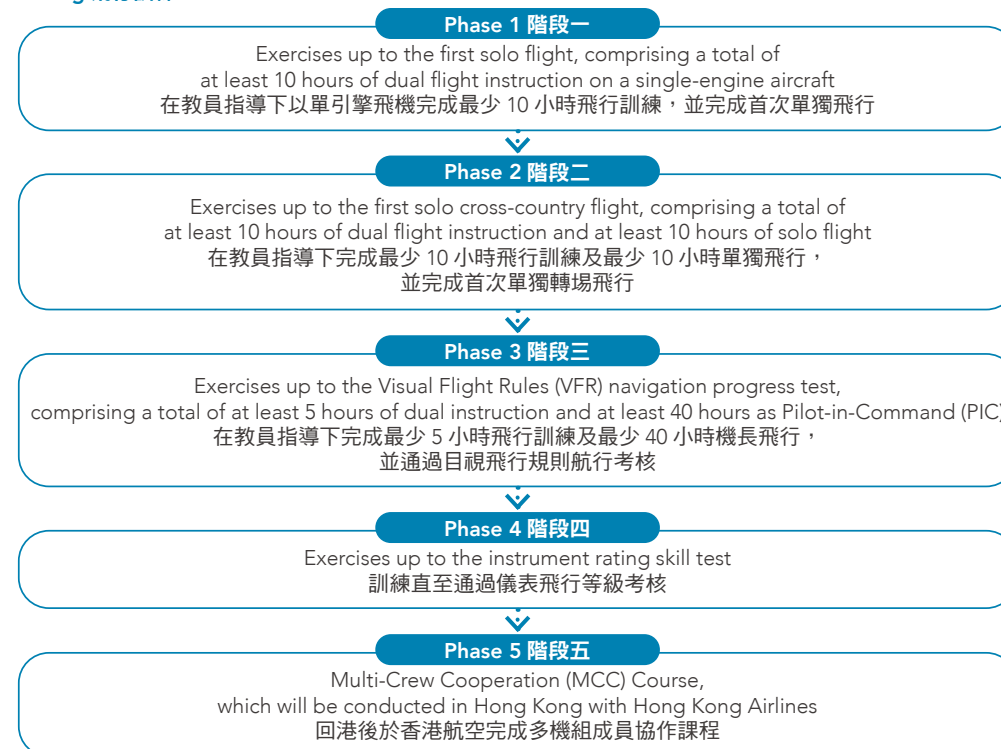 Phase 1 階段一
Exercises up to the first solo flight, comprising a total of
at least 10 hours of dual flight instruction on a single-engine aircraft
在教員指導下以單引擎飛機完成最少 10 小時飛行訓練，並完成首次單獨飛行
Phase 2 階段二
Exercises up to the first solo cross-country flight, comprising a total of
at least 10 hours of dual flight instruction and at least 10 hours of solo flight
在教員指導下完成最少 10 小時飛行訓練及最少 10 小時單獨飛行，
並完成首次單獨轉場飛行
Phase 3 階段三
Exercises up to the Visual Flight Rules (VFR) navigation progress test,
comprising a total of at least 5 hours of dual instruction and at least 40 hours as Pilot-in-Command (PIC)
在教員指導下完成最少 5 小時飛行訓練及最少 40 小時機長飛行，
並通過目視飛行規則航行考核
Phase 4 階段四
Exercises up to the instrument rating skill test
訓練直至通過儀表飛行等級考核
Phase 5 階段五
Multi-Crew Cooperation (MCC) Course,
which will be conducted in Hong Kong with Hong Kong Airlines
回港後於香港航空完成多機組成員協作課程